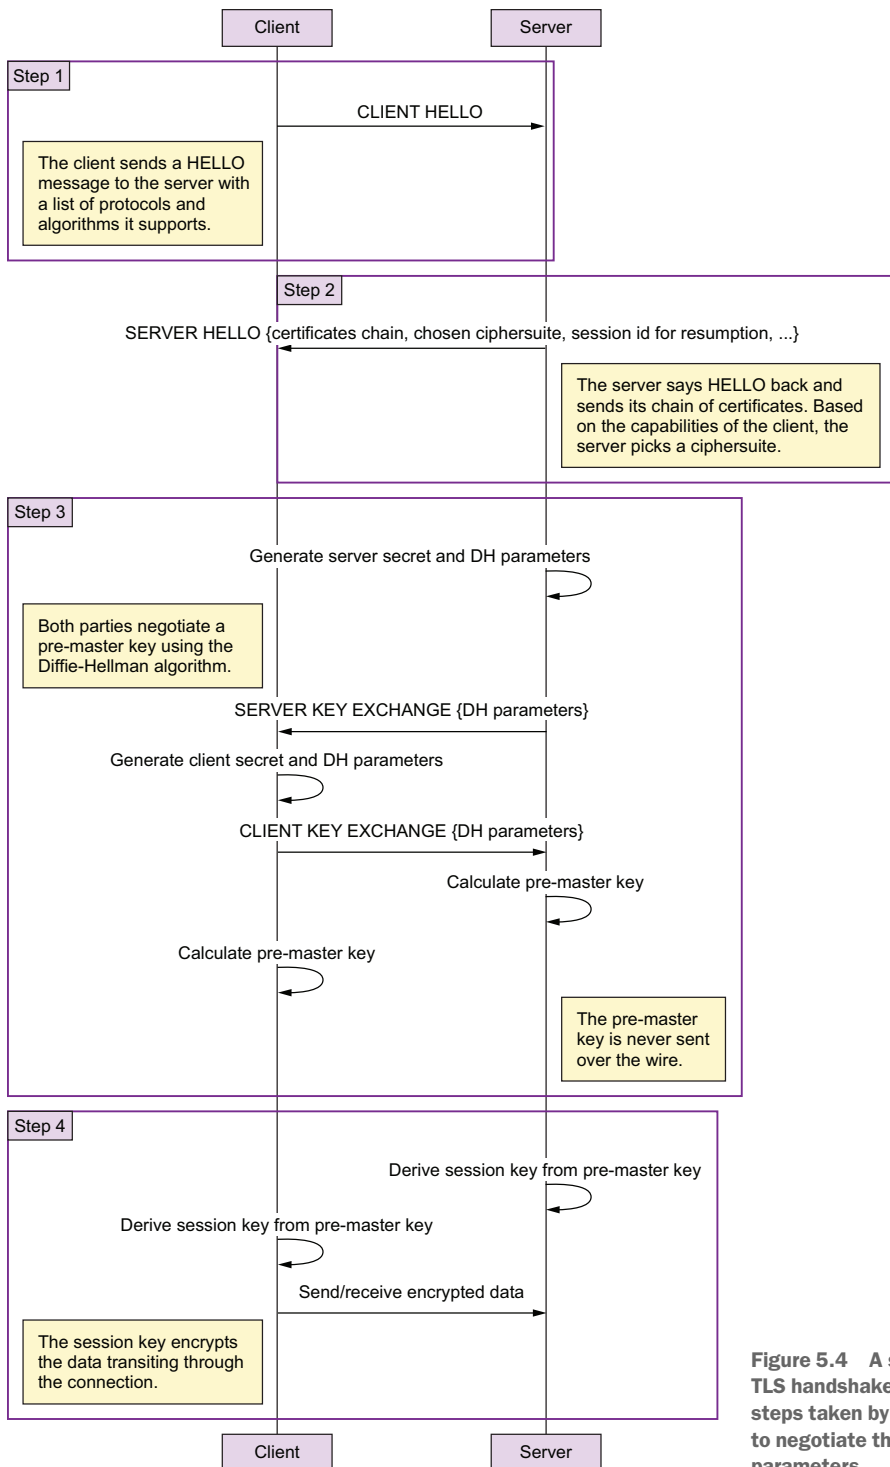 Client
Server
Step 1
CLIENT HELLO
The client sends a HELLO
message to the server with
a list of protocols and
algorithms it supports.
Step 2
SERVER HELLO {certificates chain, chosen ciphersuite, session id for resumption, ...}
The server says HELLO back and
sends its chain of certificates. Based
on the capabilities of the client, the
server picks a ciphersuite.
Step 3
Generate server secret and DH parameters
Both parties negotiate a
pre-master key using the
Diffie-Hellman algorithm.
SERVER KEY EXCHANGE {DH parameters}
Generate client secret and DH parameters
CLIENT KEY EXCHANGE {DH parameters}
Calculate pre-master key
Calculate pre-master key
The pre-master
key is never sent
over the wire.
Step 4
Derive session key from pre-master key
Derive session key from pre-master key
Send/receive encrypted data
The session key encrypts
the data transiting through
the connection.
Figure 5.4 A
TLS handshake
steps taken by
to negotiate
parameters
Client
Server